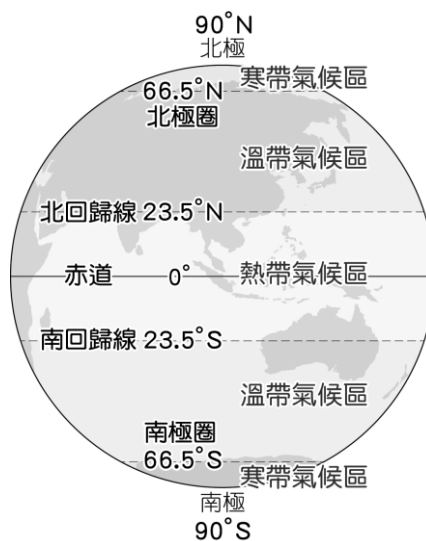 90°N
北極
寒帶氣候區
66.5°N
北極圈
溫帶氣候區
北回歸線 23.5°N
赤道 0° 熱帶氣候區
南回歸線 23.5°S
溫帶氣候區
南極圈
66.5°S
寒帶氣候區
南極
90°S